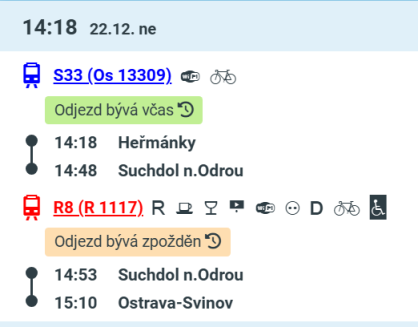 14:18 22.12. ne
S33 (Os 13309)
Odjezd bývá včas
14:18 Heřmánky
14:48 Suchdol n.Odrou
R8 (R 1117) R D
Odjezd bývá zpožděn
14:53 Suchdol n.Odrou
15:10 Ostrava-Svinov